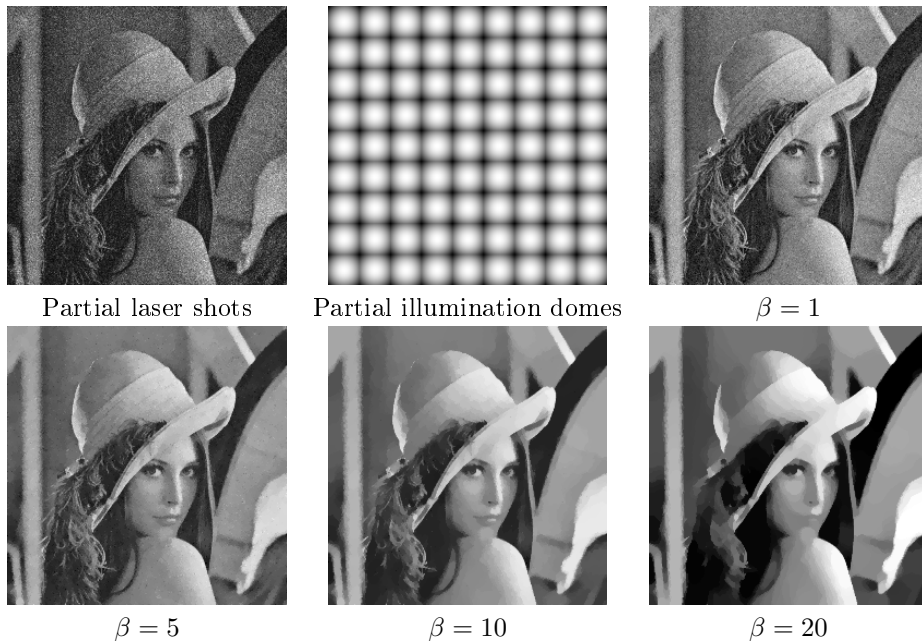 Partial laser shots
Partial illumination domes
β = 1
β = 5
β = 10
β = 20